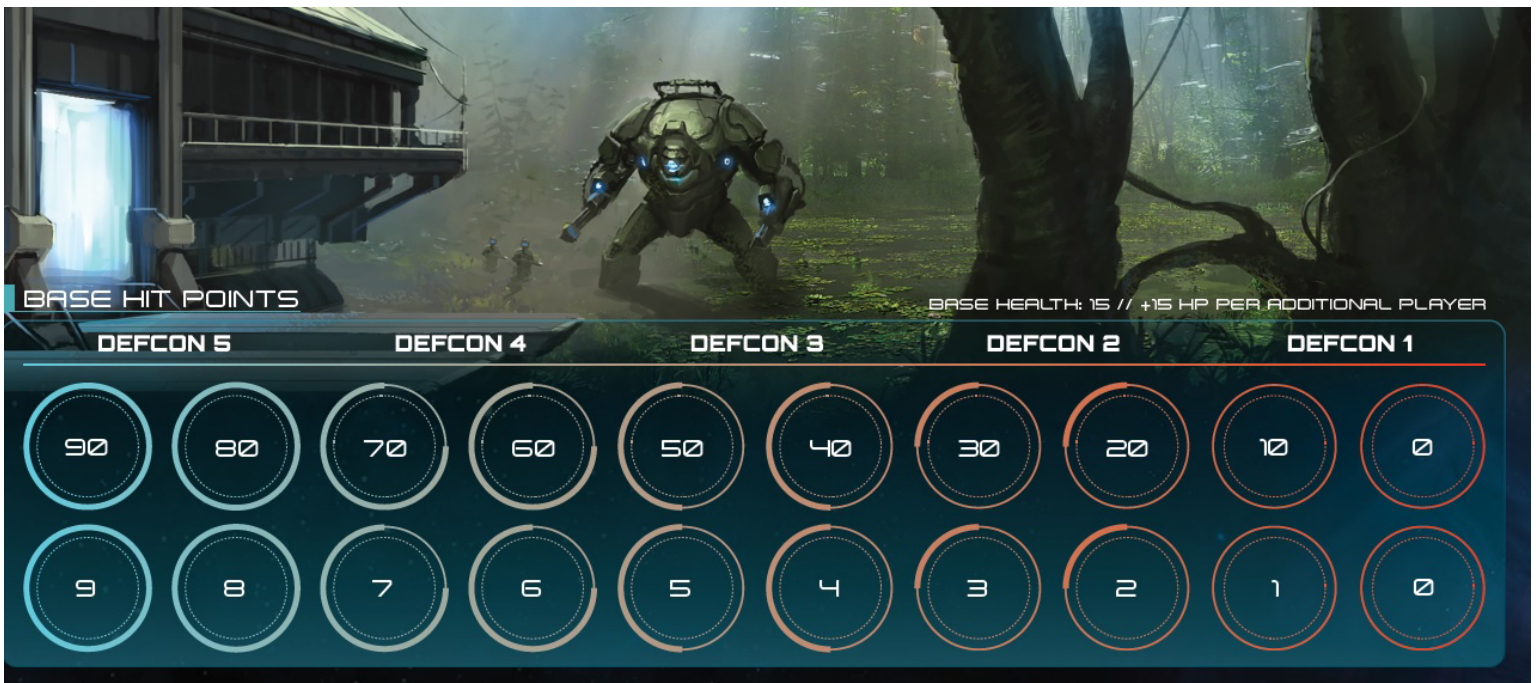 BASE HIT POINTS
BASE HEALTH: 15 // +15 HP PER ADDITIONAL PLAYER
DEFCON 5 DEFCON 4 DEFCON 3 DEFCON 2 DEFCON 1
90 80 70 60 50 40 30 20 10 0
9 8 7 6 5 4 3 2 1 0